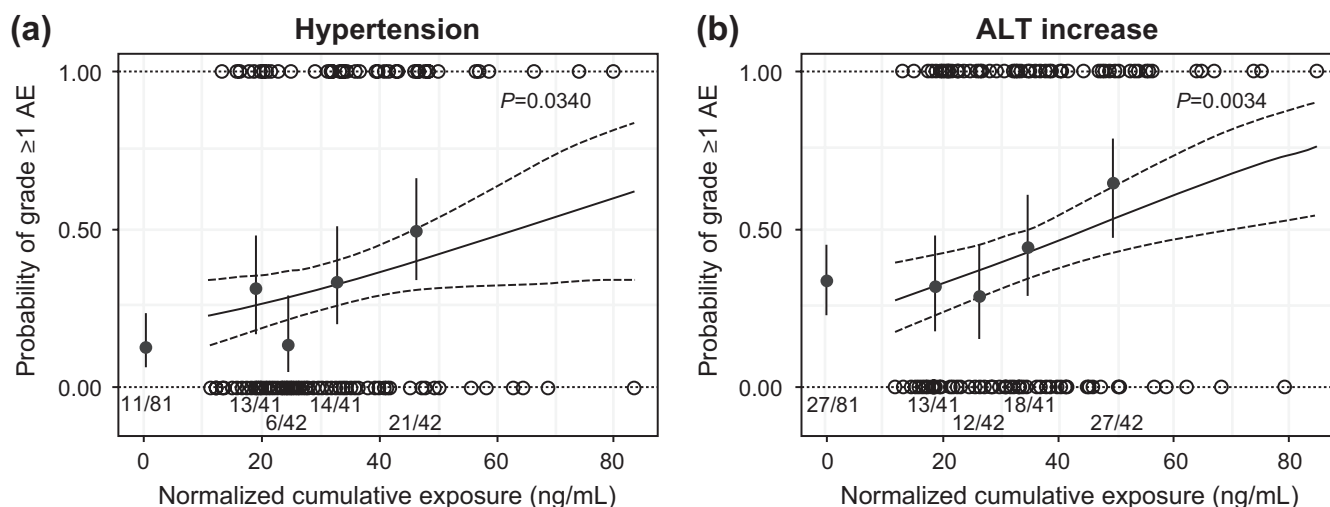 (a) Hypertension
Probability of grade ≥1 AE
1.00
0.50
0.00
P=0.0340
11/81
13/41
6/42
14/41
21/42
0 20 40 60 80
Normalized cumulative exposure (ng/mL)
(b) ALT increase
Probability of grade ≥1 AE
1.00
0.50
0.00
P=0.0034
27/81
13/41
12/42
18/41
27/42
0 20 40 60 80
Normalized cumulative exposure (ng/mL)